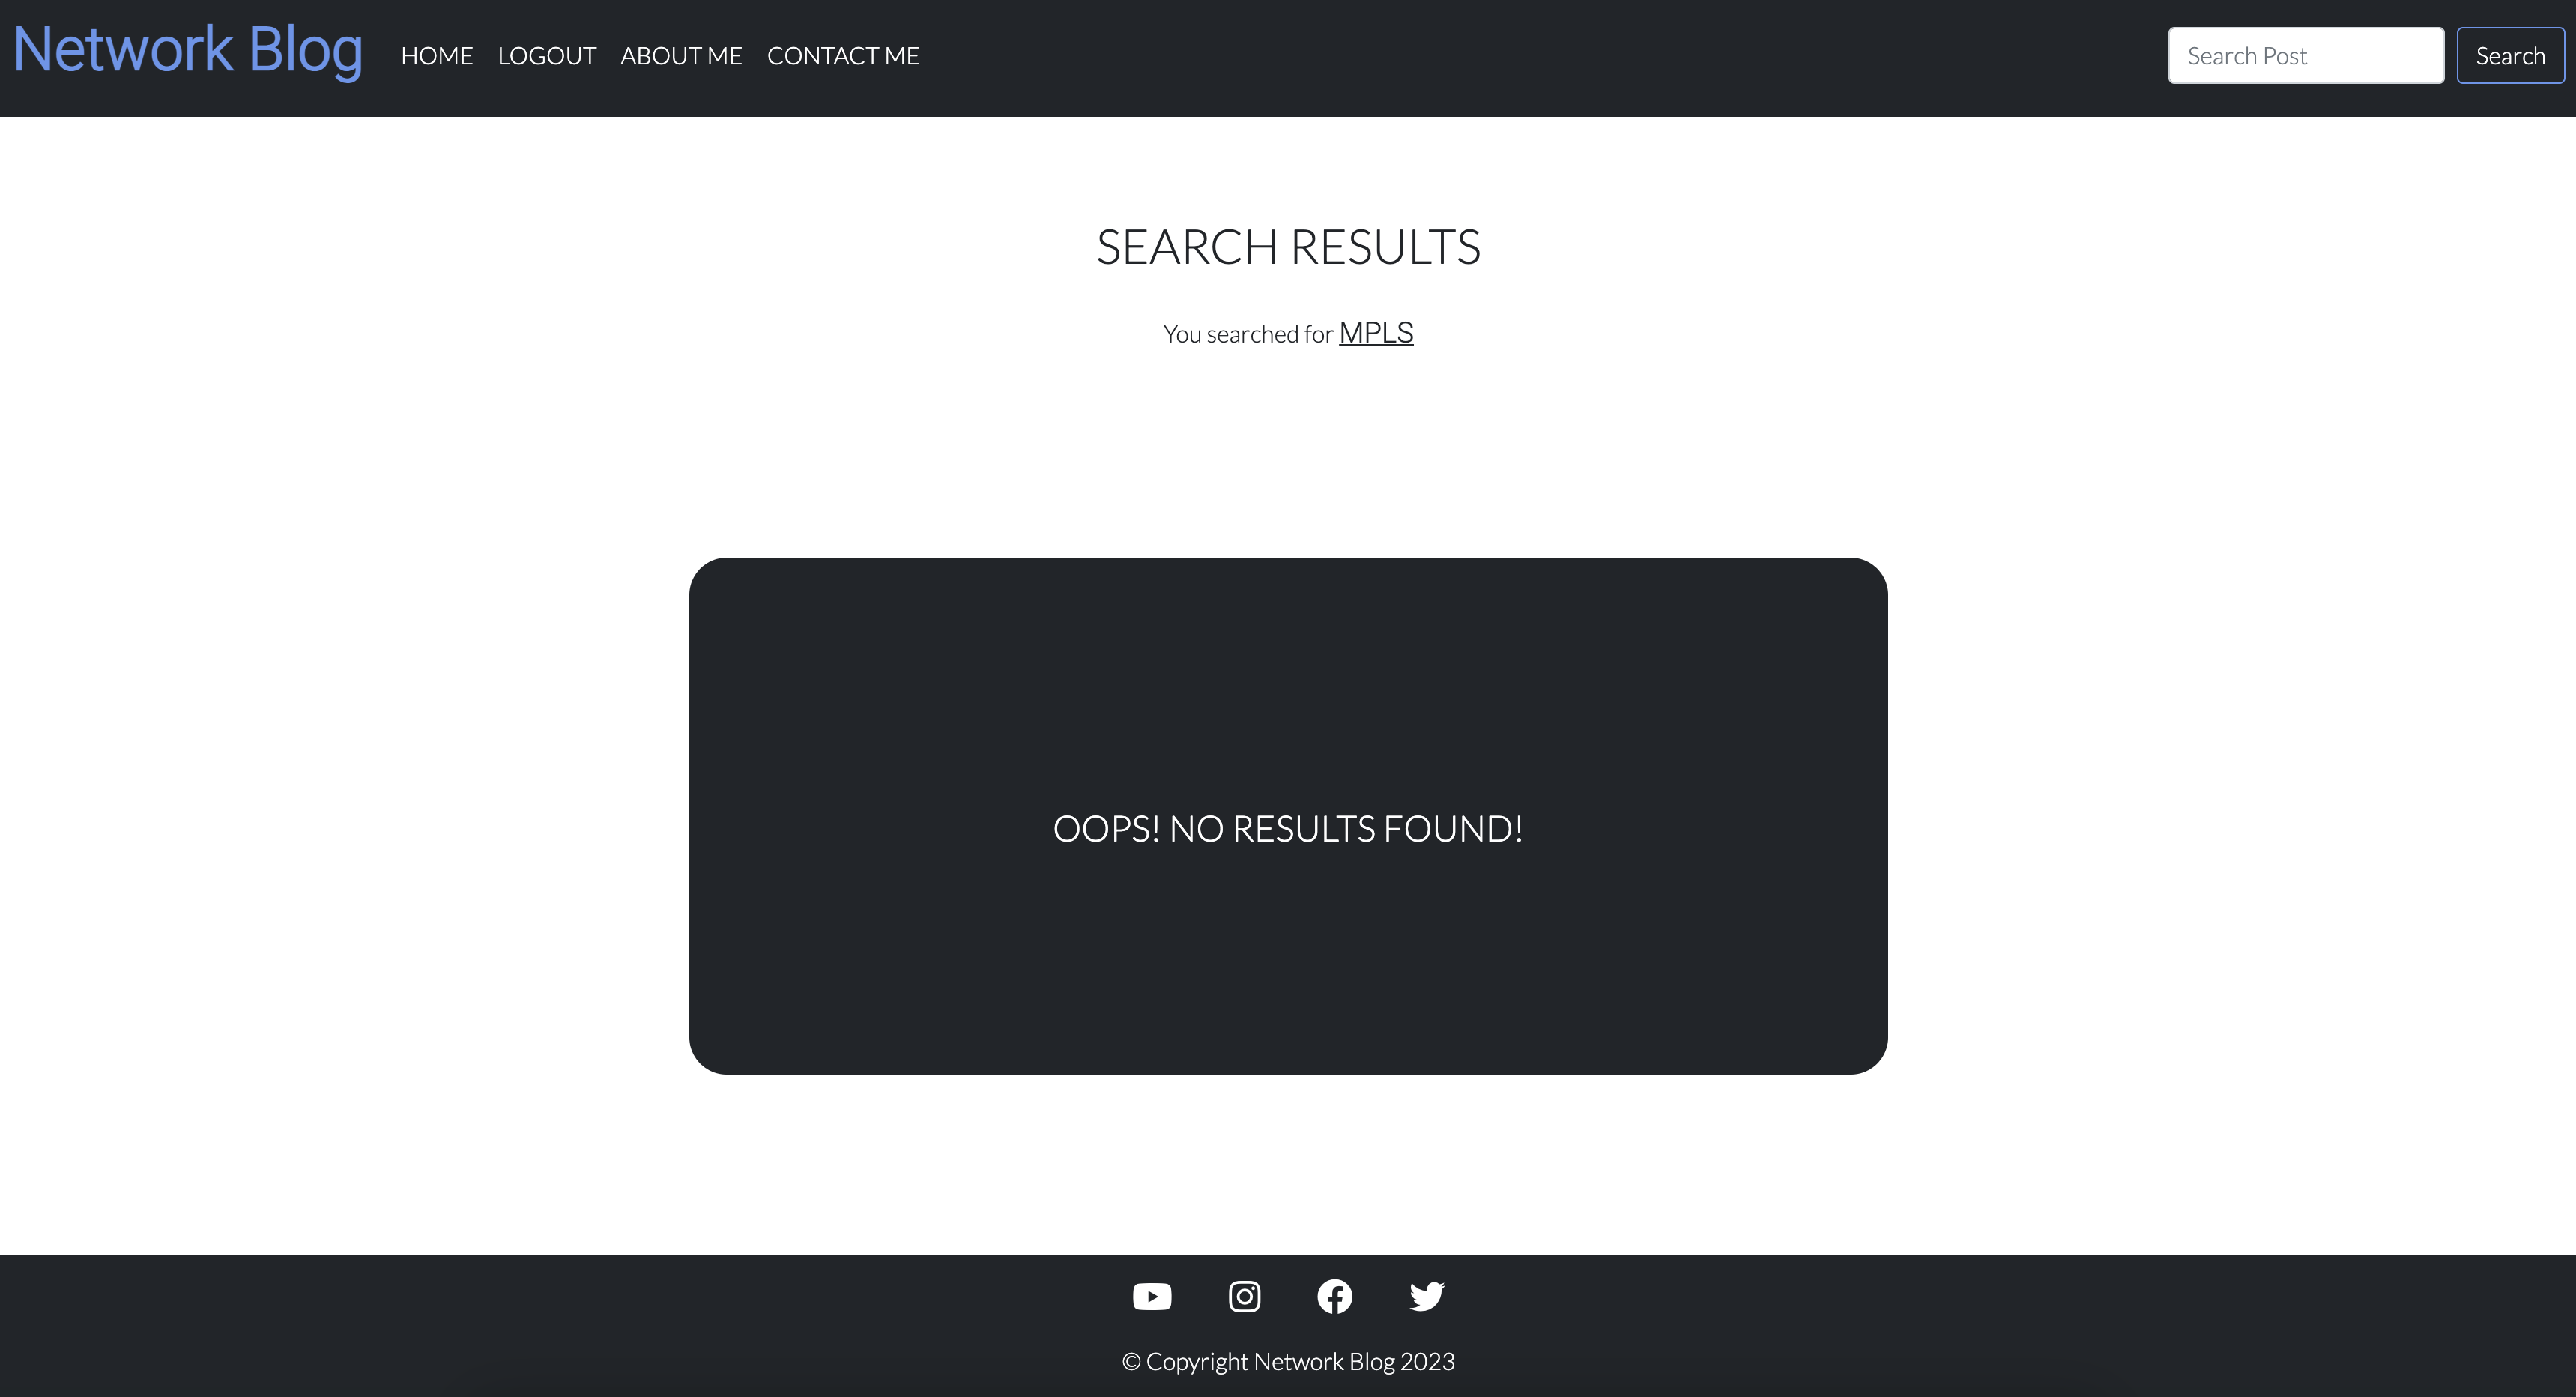 Network Blog HOME LOGOUT ABOUT ME CONTACT ME Search Post Search
SEARCH RESULTS
You searched for MPLS
OOPS! NO RESULTS FOUND!
© Copyright Network Blog 2023